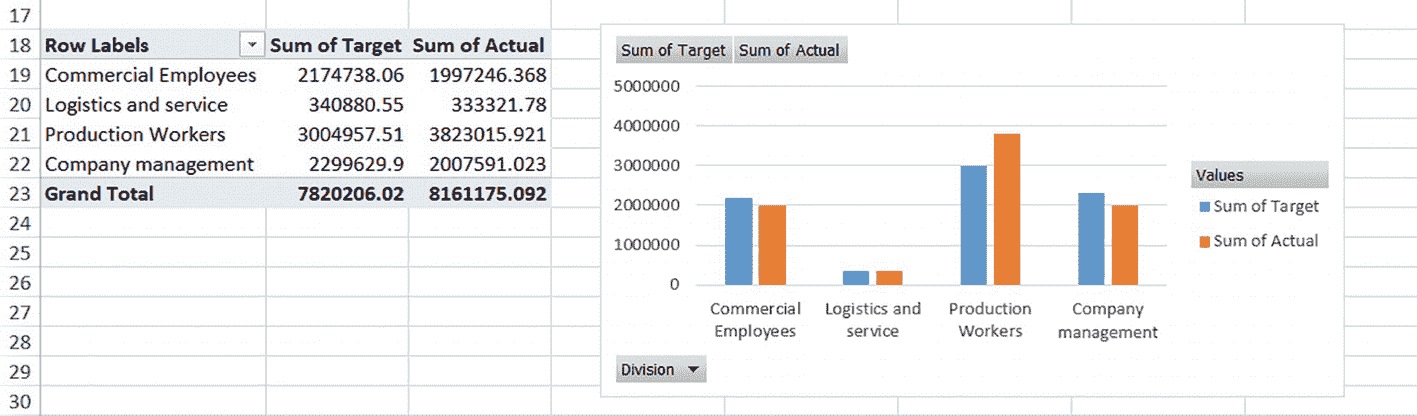 17
18 Row Labels Sum of Target Sum of Actual
19 Commercial Employees 2174738.06 1997246.368
20 Logistics and service 340880.55 333321.78
21 Production Workers 3004957.51 3823015.921
22 Company management 2299629.9 2007591.023
23 Grand Total 7820206.02 8161175.092
24
25
26
27
28
29
30
Sum of Target Sum of Actual
5000000
4000000
3000000
2000000
1000000
0
Commercial Employees
Logistics and service
Production Workers
Company management
Values
Sum of Target
Sum of Actual
Division